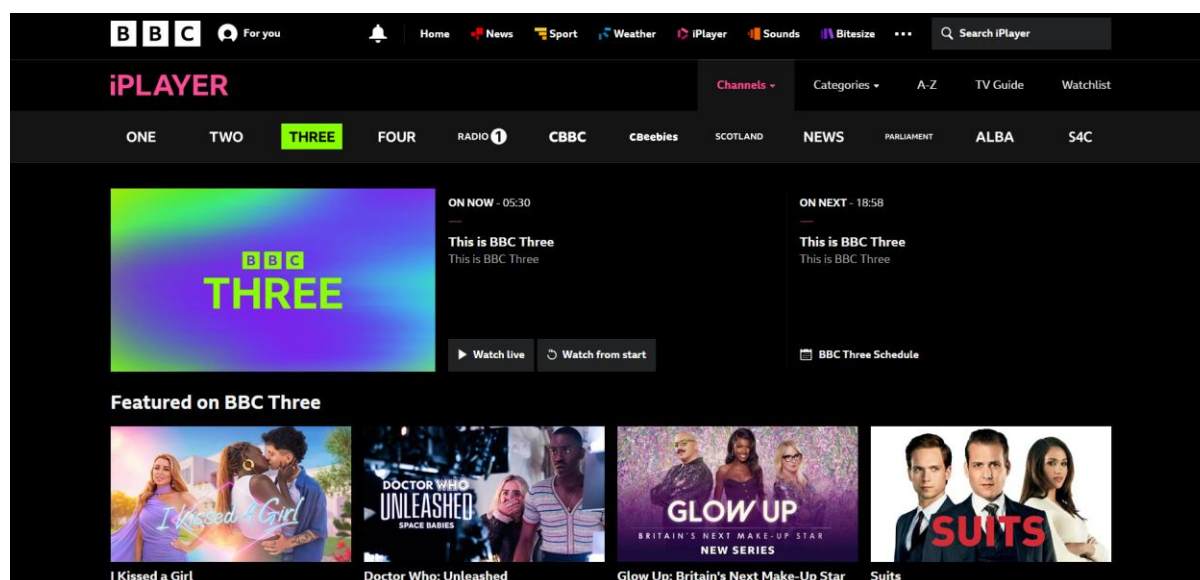 BBC For you Home News Sport Weather iPlayer Sounds Bitesize Search iPlayer
iPLAYER Channels Categories A-Z TV Guide Watchlist
ONE TWO THREE FOUR RADIO 1 CBBC CBeebies SCOTLAND NEWS PARLIAMENT ALBA S4C
BBC
THREE
ON NOW - 05:30
This is BBC Three
This is BBC Three
Watch live Watch from start
ON NEXT - 18:58
This is BBC Three
This is BBC Three
BBC Three Schedule
Featured on BBC Three
I Kissed A Girl
DOCTOR WHO
UNLEASHED
SPACE BABIES
GLOW UP
BRITAIN'S NEXT MAKE-UP STAR
NEW SERIES
SUITS
I Kissed a Girl Doctor Who: Unleashed Glow Up: Britain's Next Make-Up Star Suits